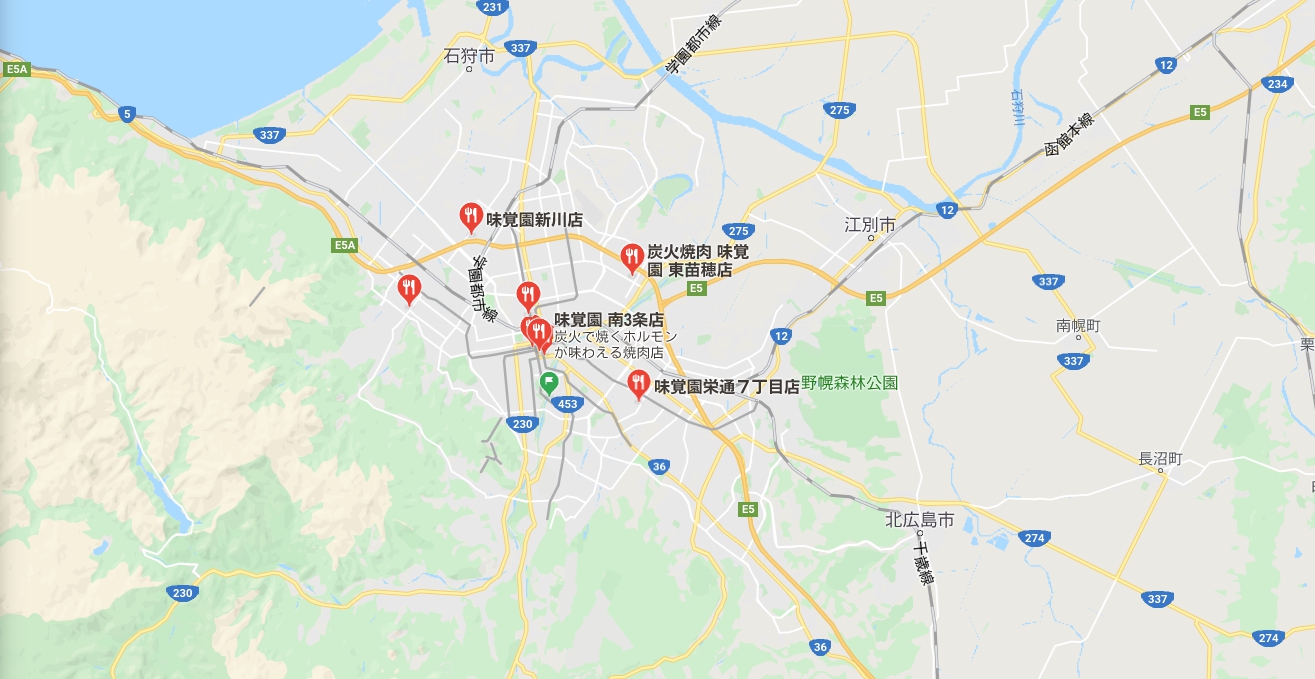 231
石狩市
337
学園都市線
E5A
12
234
5
275
E5
石狩川
337
函館本線
味覚園新川店
12
江別市
275
E5A
炭火焼肉 味覚
園 東苗穂店
学園都市線
E5
E5
337
味覚園 南3条店
炭火で焼くホルモン
が味わえる焼肉店
12
南幌町
337
栗
味覚園栄通7丁目店
野幌森林公園
453
230
36
長沼町
E5
北広島市
274
千歳線
230
337
274
36